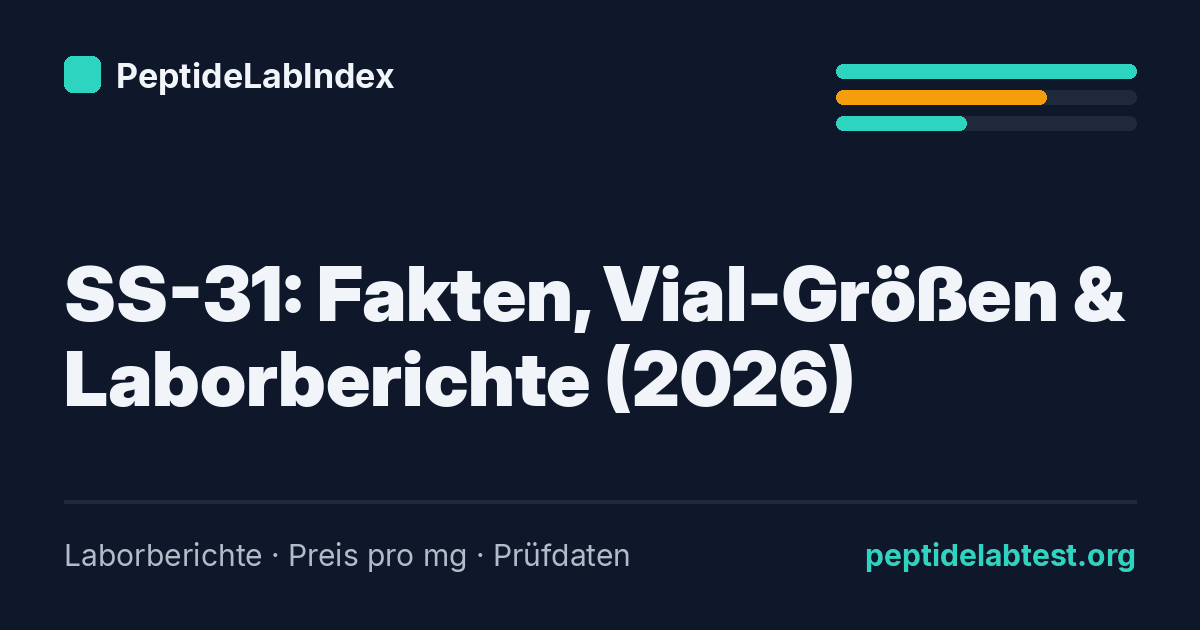 PeptideLabIndex
SS-31: Fakten, Vial-Größen &
Laborberichte (2026)
Laborberichte · Preis pro mg · Prüfdaten
peptidelabtest.org